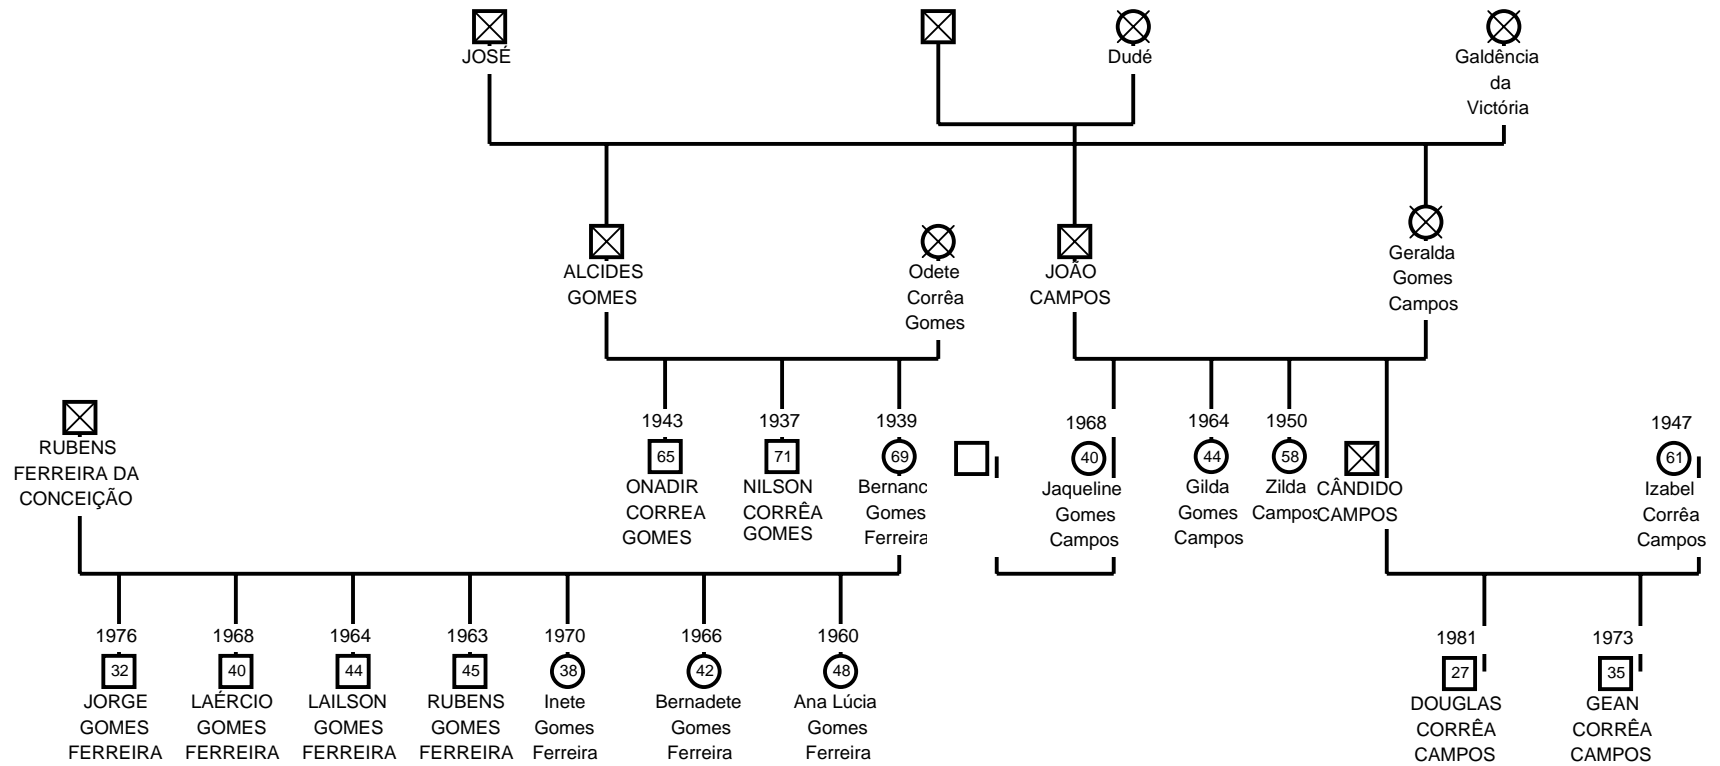 JOSÉ
Dudé
Galdência
da
Victória
ALCIDES
GOMES
Odete
Corrêa
Gomes
JOÃO
CAMPOS
Geralda
Gomes
Campos
RUBENS
FERREIRA DA
CONCEIÇÃO
1943
65
ONADIR
CORREA
GOMES
1937
71
NILSON
CORRÊA
GOMES
1939
69
Bernanc
Gomes
Ferreira
1968
40
Jaqueline
Gomes
Campos
1964
44
Gilda
Gomes
Campos
1950
58
Zilda
Campos
CÂNDIDO
CAMPOS
1947
61
Izabel
Corrêa
Campos
1976
32
JORGE
GOMES
FERREIRA
1968
40
LAÉRCIO
GOMES
FERREIRA
1964
44
LAILSON
GOMES
FERREIRA
1963
45
RUBENS
GOMES
FERREIRA
1970
38
Inete
Gomes
Ferreira
1966
42
Bernadete
Gomes
Ferreira
1960
48
Ana Lúcia
Gomes
Ferreira
1981
27
DOUGLAS
CORRÊA
CAMPOS
1973
35
GEAN
CORRÊA
CAMPOS